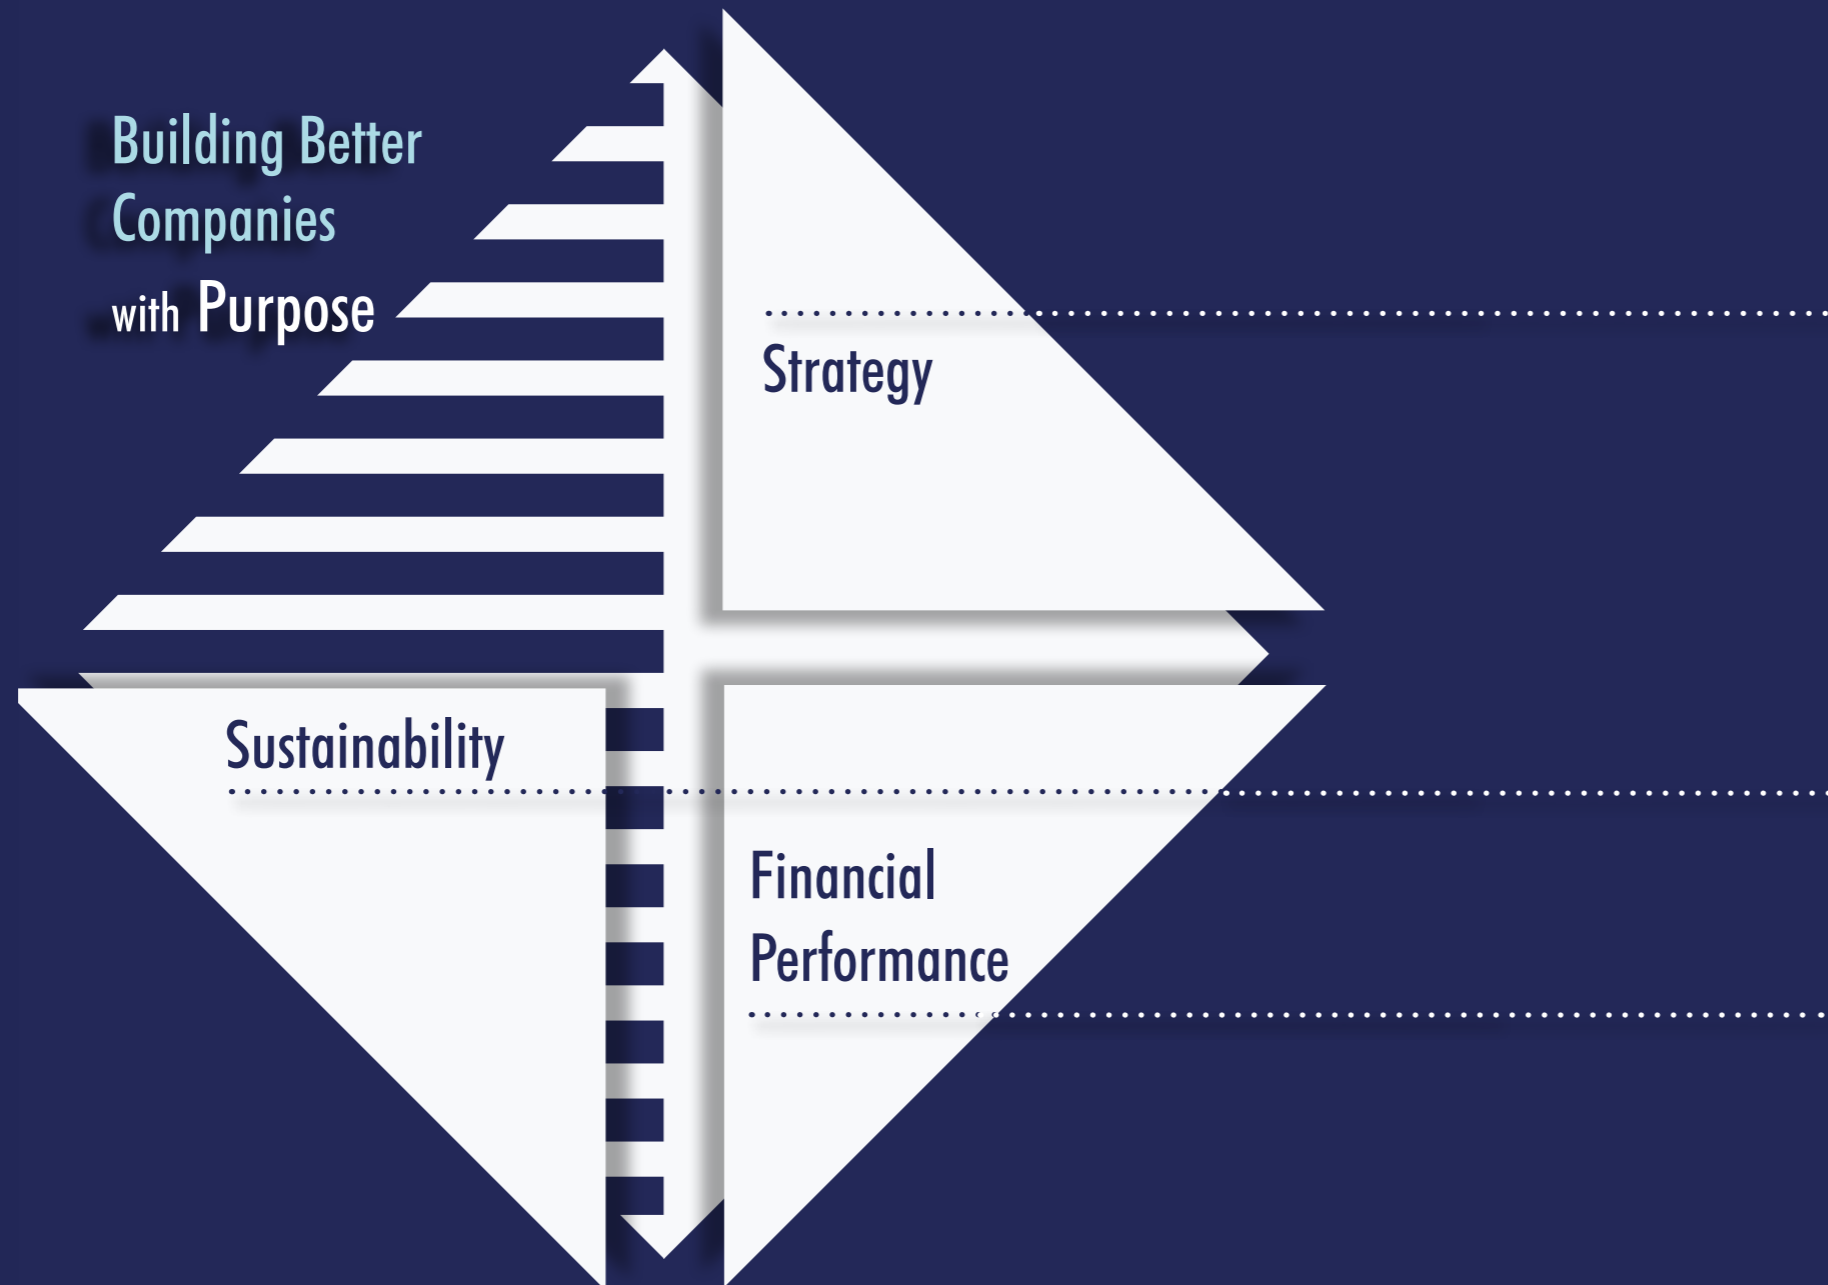 Building Better
Companies
with Purpose
Strategy
Sustainability
Financial
Performance